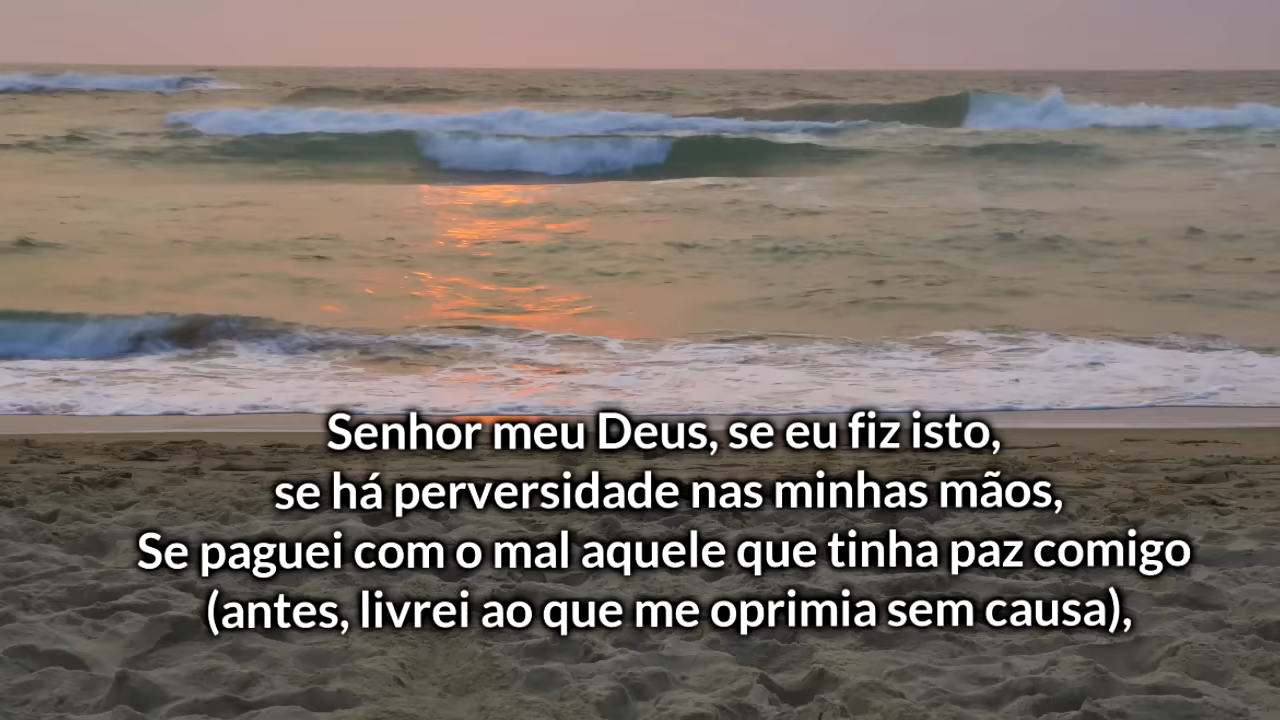 Senhor meu Deus, se eu fiz isto,
se há perversidade nas minhas mãos,
Se paguei com o mal aquele que tinha paz comigo
(antes, livrei ao que me oprimia sem causa),